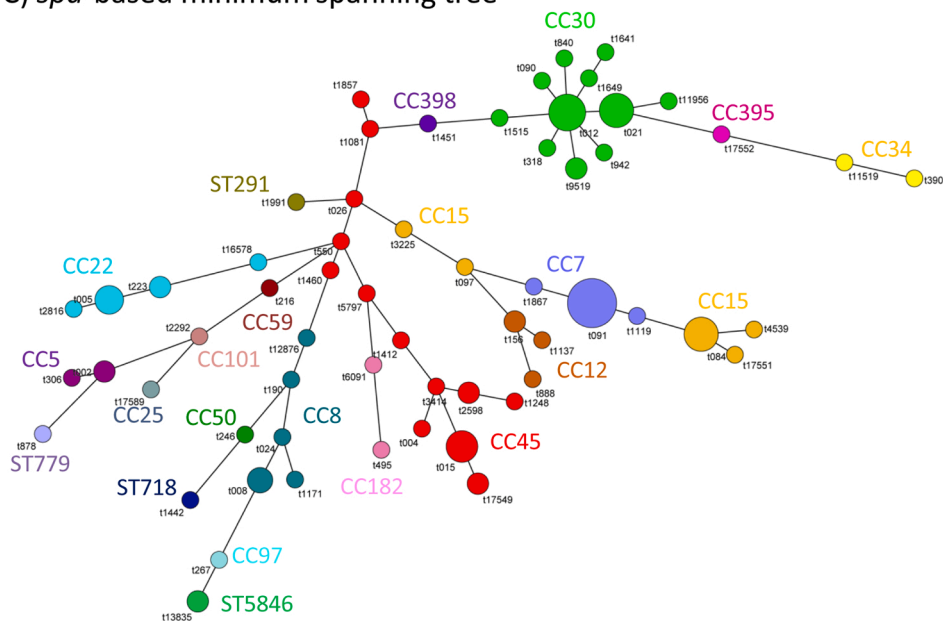 spa-based minimum spanning tree
CC30
t840
t1641
t090
t1857
t1649
t11956
CC398
CC395
t1081
t1451
t1515
t012
t021
t17552
CC34
t318
t942
t11519
t9519
t390
ST291
t1991
t026
CC15
t3225
t16578
t550
CC22
t223
t1460
t097
CC7
t005
t2816
t216
t5797
t1867
CC15
CC59
t091
t1119
t2292
t12876
t156
t4539
t1412
t1137
t084
t17551
CC5
CC101
t6091
CC12
t306
t190
t888
t17589
t3414
t2598
t1248
CC25
CC50
CC8
t004
t246
t024
CC45
t878
t495
t015
ST779
ST718
t008
t1171
CC182
t17549
t1442
CC97
t267
ST5846
t13835